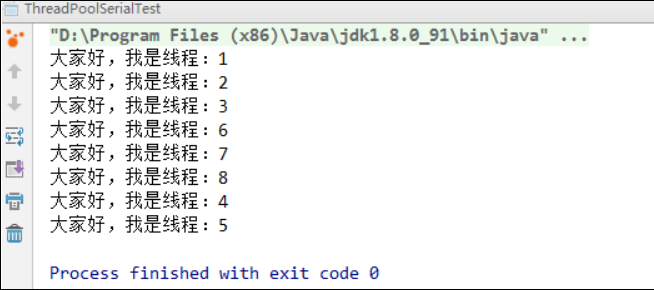 ThreadPoolSerialTest
"D:\Program Files (x86)\Java\jdk1.8.0_91\bin\java" ...
大家好，我是线程：1
大家好，我是线程：2
大家好，我是线程：3
大家好，我是线程：6
大家好，我是线程：7
大家好，我是线程：8
大家好，我是线程：4
大家好，我是线程：5
Process finished with exit code 0